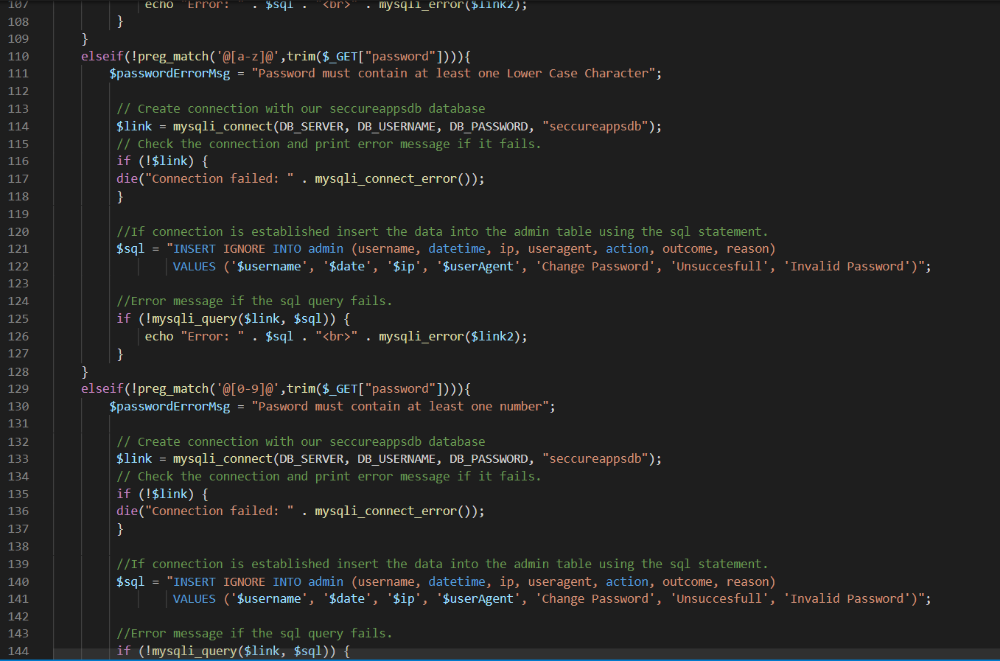 107 echo "Error: " . $sql . "<br>" . mysqli_error($link2);
108 }
109 }
110 elseif(!preg_match('@[a-z]@',trim($_GET["password"]))){
111 $passwordErrorMsg = "Password must contain at least one Lower Case Character";
112
113 // Create connection with our seccureappsdb database
114 $link = mysqli_connect(DB_SERVER, DB_USERNAME, DB_PASSWORD, "seccureappsdb");
115 // Check the connection and print error message if it fails.
116 if (!$link) {
117 die("Connection failed: " . mysqli_connect_error());
118 }
119
120 //If connection is established insert the data into the admin table using the sql statement.
121 $sql = "INSERT IGNORE INTO admin (username, datetime, ip, useragent, action, outcome, reason)
122 VALUES ('$username', '$date', '$ip', '$userAgent', 'Change Password', 'Unsuccesfull', 'Invalid Password')";
123
124 //Error message if the sql query fails.
125 if (!mysqli_query($link, $sql)) {
126 echo "Error: " . $sql . "<br>" . mysqli_error($link2);
127 }
128 }
129 elseif(!preg_match('@[0-9]@',trim($_GET["password"]))){
130 $passwordErrorMsg = "Pasword must contain at least one number";
131
132 // Create connection with our seccureappsdb database
133 $link = mysqli_connect(DB_SERVER, DB_USERNAME, DB_PASSWORD, "seccureappsdb");
134 // Check the connection and print error message if it fails.
135 if (!$link) {
136 die("Connection failed: " . mysqli_connect_error());
137 }
138
139 //If connection is established insert the data into the admin table using the sql statement.
140 $sql = "INSERT IGNORE INTO admin (username, datetime, ip, useragent, action, outcome, reason)
141 VALUES ('$username', '$date', '$ip', '$userAgent', 'Change Password', 'Unsuccesfull', 'Invalid Password')";
142
143 //Error message if the sql query fails.
144 if (!mysqli_query($link, $sql)) {